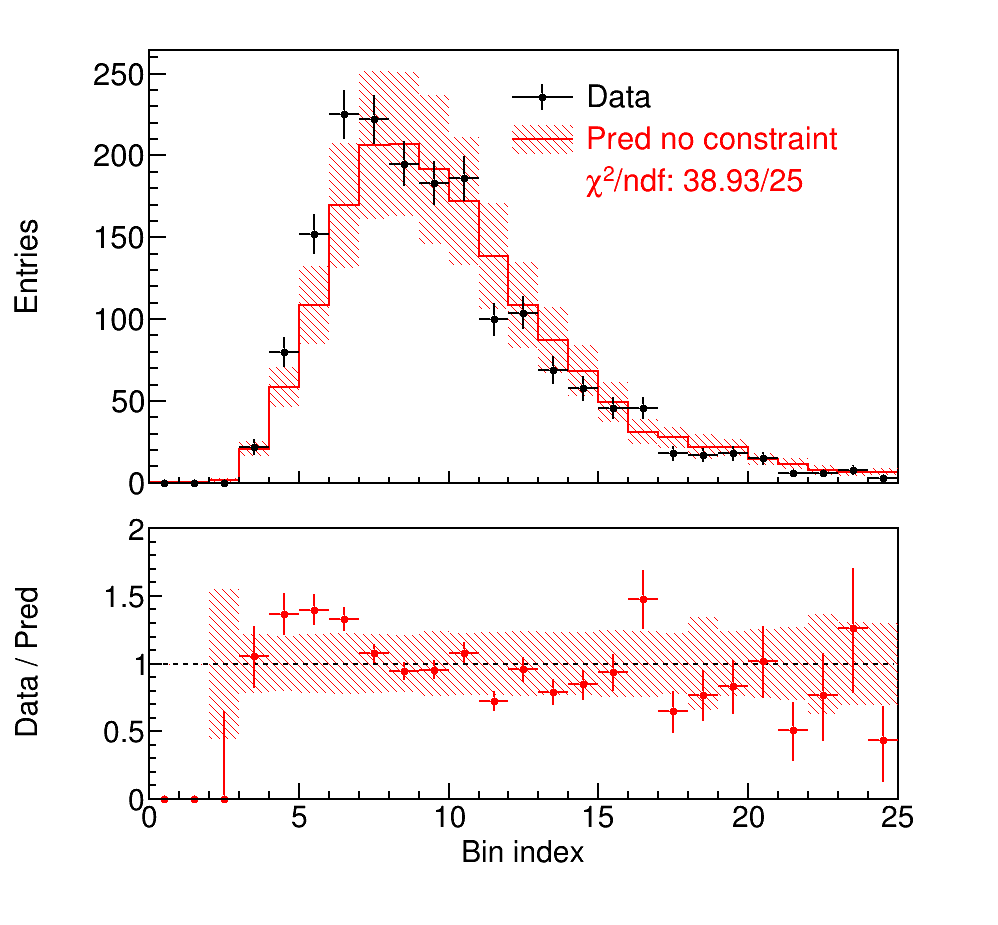 Entries
250
200
150
100
50
0
Data
Pred no constraint
χ²/ndf: 38.93/25
Data / Pred
2
1.5
1
0.5
0
0 5 10 15 20 25
Bin index